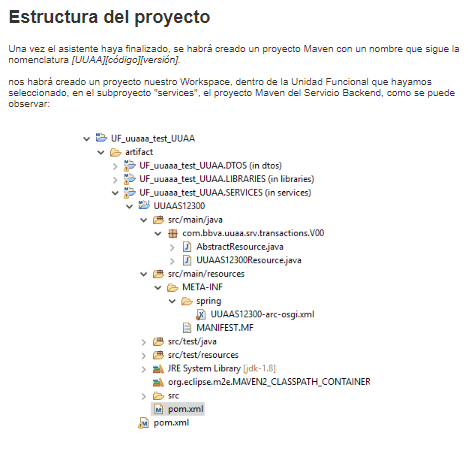 Estructura del proyecto
Una vez el asistente haya finalizado, se habrá creado un proyecto Maven con un nombre que sigue la
nomenclatura [UUAA][código][versión].
nos habrá creado un proyecto nuestro Workspace, dentro de la Unidad Funcional que hayamos
seleccionado, en el subproyecto "services", el proyecto Maven del Servicio Backend, como se puede
observar:
UF_uuaaa_test_UUAA
artifact
UF_uuaaa_test_UUAA.DTOS (in dtos)
UF_uuaaa_test_UUAA.LIBRARIES (in libraries)
UF_uuaaa_test_UUAA.SERVICES (in services)
UUAAS12300
src/main/java
com.bbva.uuaa.srv.transactions.V00
AbstractResource.java
UUAAS12300Resource.java
src/main/resources
META-INF
spring
UUAAS12300-arc-osgi.xml
MANIFEST.MF
src/test/java
src/test/resources
JRE System Library [jdk-1.8]
org.eclipse.m2e.MAVEN2_CLASSPATH_CONTAINER
src
pom.xml
pom.xml